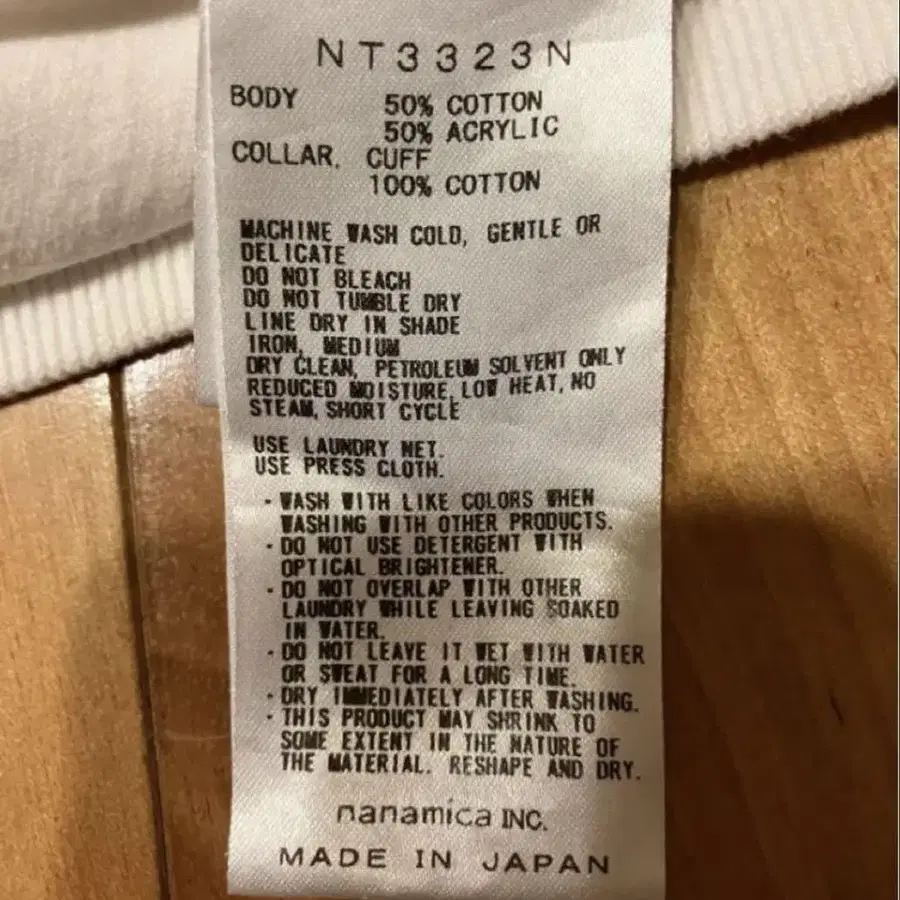 NT3323N
BODY 50% COTTON
50% ACRYLIC
COLLAR. CUFF
100% COTTON
MACHINE WASH COLD, GENTLE OR
DELICATE
DO NOT BLEACH
DO NOT TUMBLE DRY
LINE DRY IN SHADE
IRON, MEDIUM
DRY CLEAN, PETROLEUM SOLVENT ONLY
REDUCED MOISTURE, LOW HEAT, NO
STEAM, SHORT CYCLE
USE LAUNDRY NET.
USE PRESS CLOTH.
· WASH WITH LIKE COLORS WHEN
WASHING WITH OTHER PRODUCTS.
· DO NOT USE DETERGENT WITH
OPTICAL BRIGHTENER.
· DO NOT OVERLAP WITH OTHER
LAUNDRY WHILE LEAVING SOAKED
IN WATER.
· DO NOT LEAVE IT WET WITH WATER
OR SWEAT FOR A LONG TIME.
· DRY IMMEDIATELY AFTER WASHING.
· THIS PRODUCT MAY SHRINK TO
SOME EXTENT IN THE NATURE OF
THE MATERIAL. RESHAPE AND DRY.
nanamica INC.
MADE IN JAPAN